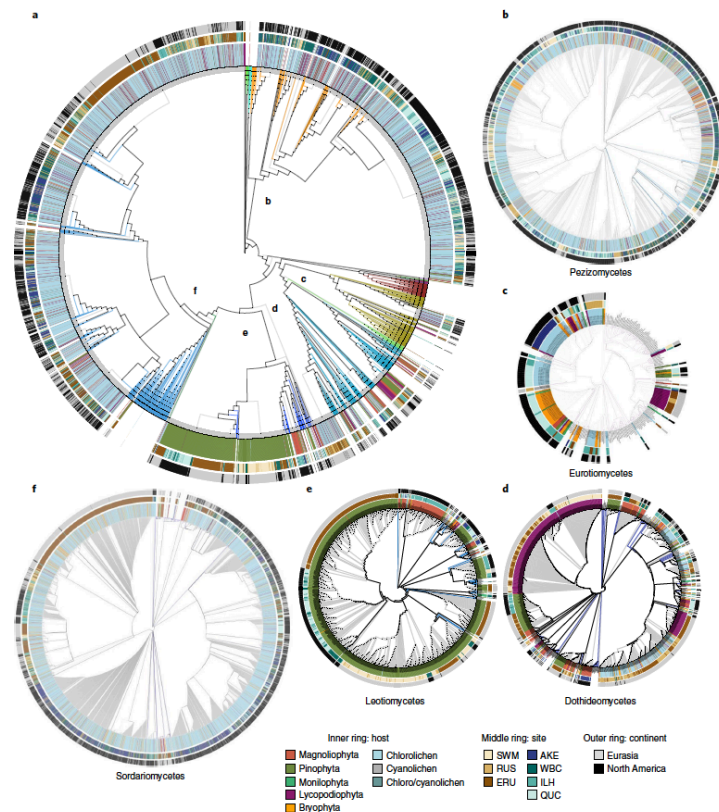 a
b
b
c
f
d
e
Pezizomycetes
c
Eurotiomycetes
f
e
d
Leotiomycetes
Dothideomycetes
Sordariomycetes
Inner ring: host
Magnoliophyta
Pinophyta
Monilophyta
Lycopodiophyta
Bryophyta
Chlorolichen
Cyanolichen
Chloro/cyanolichen
Middle ring: site
SWM
RUS
ERU
AKE
WBC
ILH
QUC
Outer ring: continent
Eurasia
North America